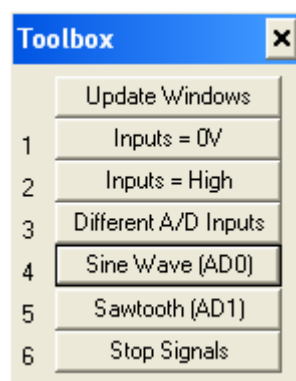 Toolbox
Update Windows
1 Inputs = 0V
2 Inputs = High
3 Different A/D Inputs
4 Sine Wave (AD0)
5 Sawtooth (AD1)
6 Stop Signals